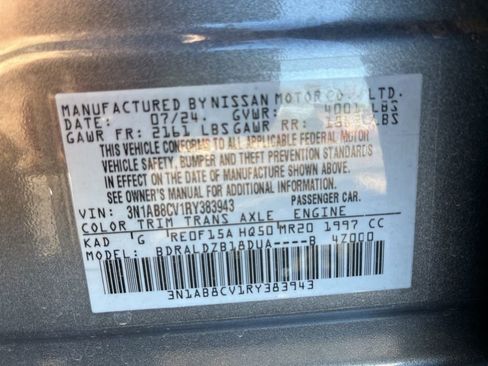 MANUFACTURED BY NISSAN MOTOR CO., LTD.
DATE: 07/24 GVWR: 4001 LBS
GAWR FR: 2161 LBS GAWR RR: LBS
THIS VEHICLE CONFORMS TO ALL APPLICABLE FEDERAL MOTOR
VEHICLE SAFETY, BUMPER AND THEFT PREVENTION STANDARDS
IN EFFECT ON THE DATE OF MANUFACTURE SHOWN ABOVE.
SEE OWNER'S MANUAL FOR ADDITIONAL INFORMATION.
VIN: 3N1AB8CV1RY383943 PASSENGER CAR.
COLOR TRIM TRANS AXLE ENGINE
KAD G RE0F15A HQ50 MR20 1997 CC
MODEL: BDRALDZB18DUA----B 4Z000
3N1AB8CV1RY383943